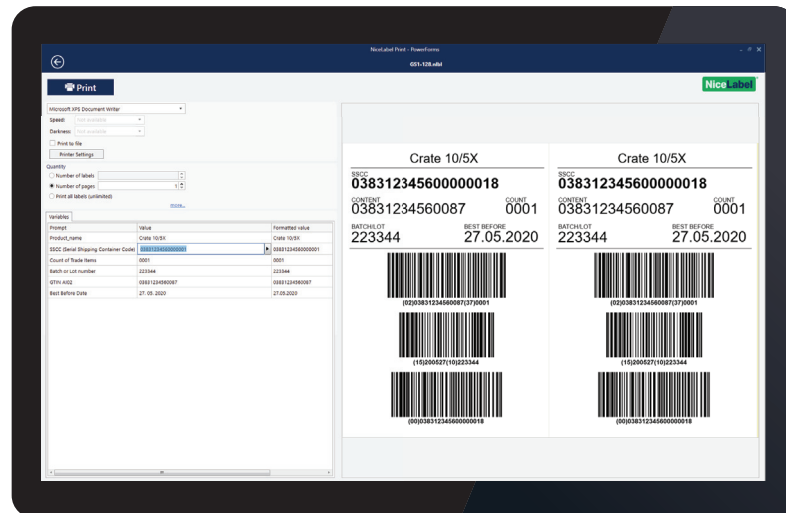 NiceLabel Print - PowerForms
GS1-128.nlbl
Print
NiceLabel
Microsoft XPS Document Writer
Speed: Not available
Darkness: Not available
Print to file
Printer Settings
Quantity
Number of labels
Number of pages 1
Print all labels (unlimited)
more...
Variables
Prompt Value Formatted value
Product_name Crate 10/5X Crate 10/5X
SSCC (Serial Shipping Container Code) 03831234560000001 03831234560000001
Count of Trade Items 0001 0001
Batch or Lot number 223344 223344
GTIN AI02 03831234560087 03831234560087
Best Before Date 27. 05. 2020 27.05.2020
Crate 10/5X
SSCC
038312345600000018
CONTENT COUNT
03831234560087 0001
BATCH/LOT BEST BEFORE
223344 27.05.2020
(02)03831234560087(37)0001
(15)200527(10)223344
(00)038312345600000018
Crate 10/5X
SSCC
038312345600000018
CONTENT COUNT
03831234560087 0001
BATCH/LOT BEST BEFORE
223344 27.05.2020
(02)03831234560087(37)0001
(15)200527(10)223344
(00)038312345600000018